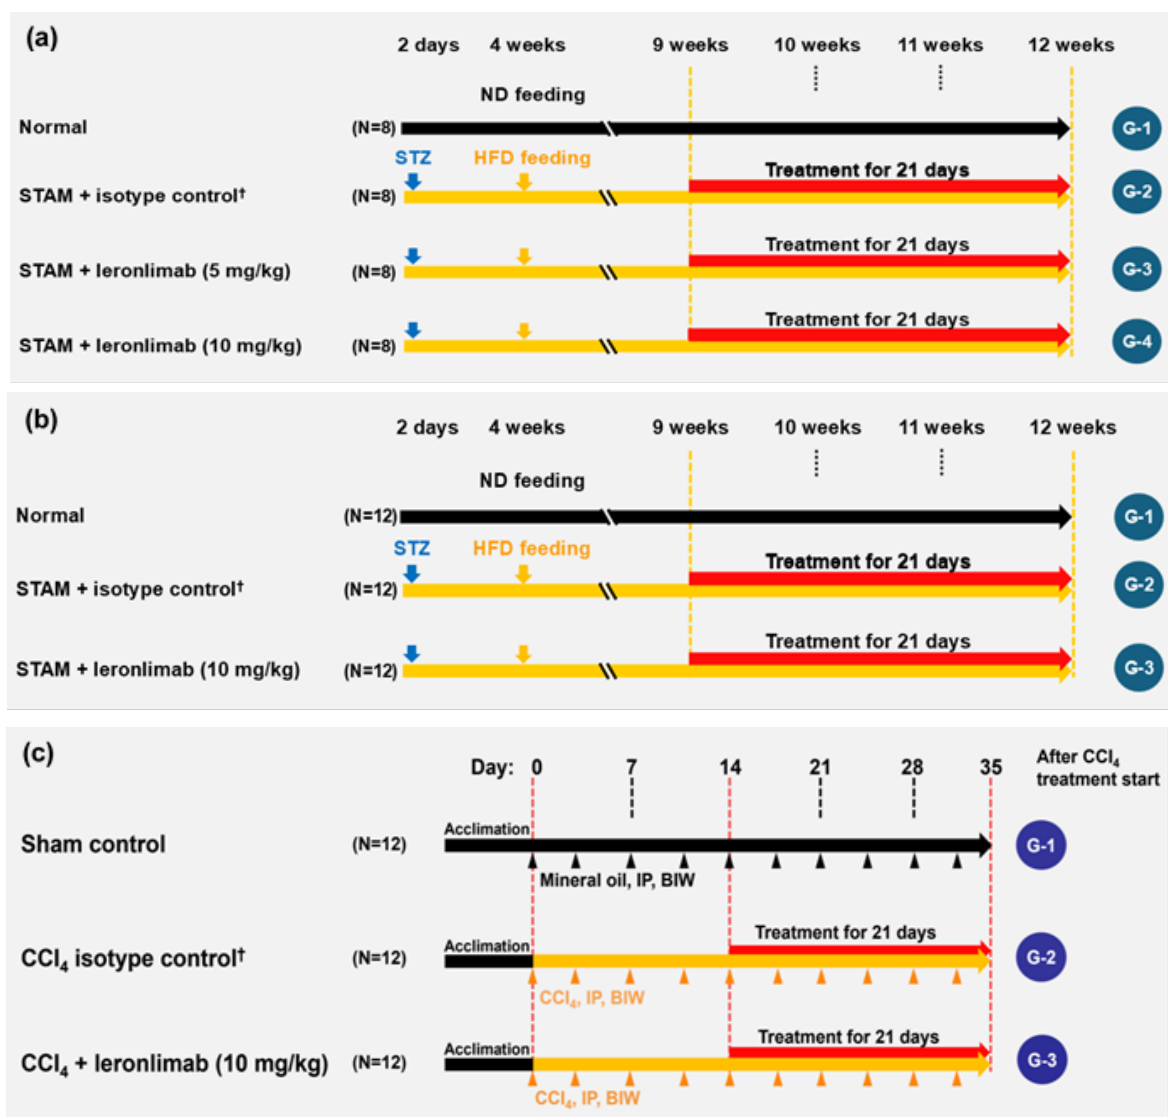 (a)
2 days 4 weeks 9 weeks 10 weeks 11 weeks 12 weeks
ND feeding
Normal (N=8) G-1
STZ HFD feeding Treatment for 21 days
STAM + isotype control† (N=8) G-2
Treatment for 21 days
STAM + leronlimab (5 mg/kg) (N=8) G-3
Treatment for 21 days
STAM + leronlimab (10 mg/kg) (N=8) G-4
(b)
2 days 4 weeks 9 weeks 10 weeks 11 weeks 12 weeks
ND feeding
Normal (N=12) G-1
STZ HFD feeding Treatment for 21 days
STAM + isotype control† (N=12) G-2
Treatment for 21 days
STAM + leronlimab (10 mg/kg) (N=12) G-3
(c)
Day: 0 7 14 21 28 35 After CCl₄
treatment start
Acclimation
Sham control (N=12) G-1
Mineral oil, IP, BIW
Acclimation Treatment for 21 days
CCl₄ isotype control† (N=12) G-2
CCl₄, IP, BIW
Acclimation Treatment for 21 days
CCl₄ + leronlimab (10 mg/kg) (N=12) G-3
CCl₄, IP, BIW